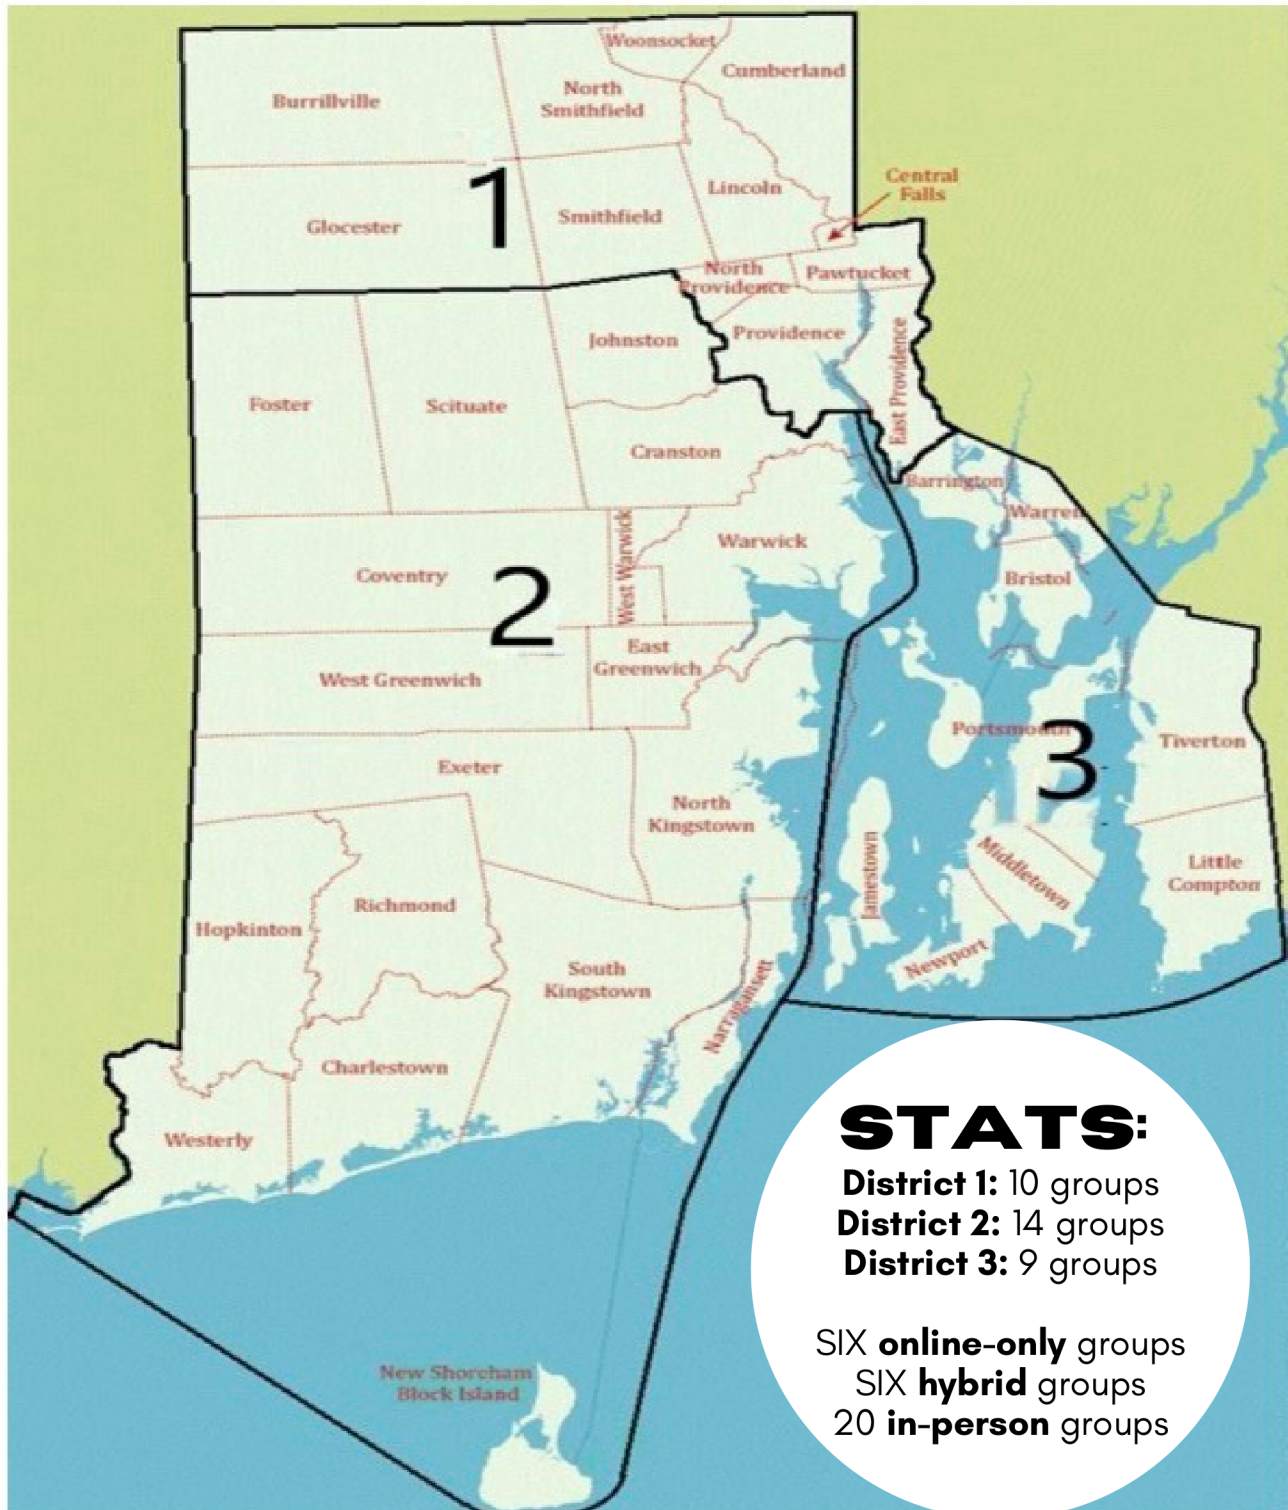 Woonsocket
Cumberland
Burrillville
North
Smithfield
Central
Falls
Lincoln
1
Smithfield
Glocester
North
Providence
Pawtucket
Providence
Johnston
East Providence
Foster
Scituate
Cranston
Barrington
Warren
West Warwick
Warwick
Coventry
2
Bristol
East
Greenwich
West Greenwich
Portsmouth
3
Tiverton
Exeter
North
Kingstown
Jamestown
Middletown
Little
Compton
Richmond
Hopkinton
Newport
South
Kingstown
Narragansett
Charlestown
Westerly
New Shoreham
Block Island
STATS:
District 1: 10 groups
District 2: 14 groups
District 3: 9 groups
SIX online-only groups
SIX hybrid groups
20 in-person groups